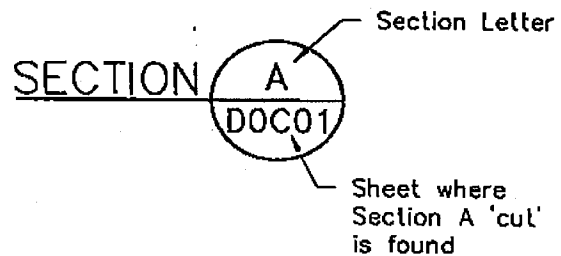 Section Letter
SECTION
A
D0C01
Sheet where
Section A 'cut'
is found